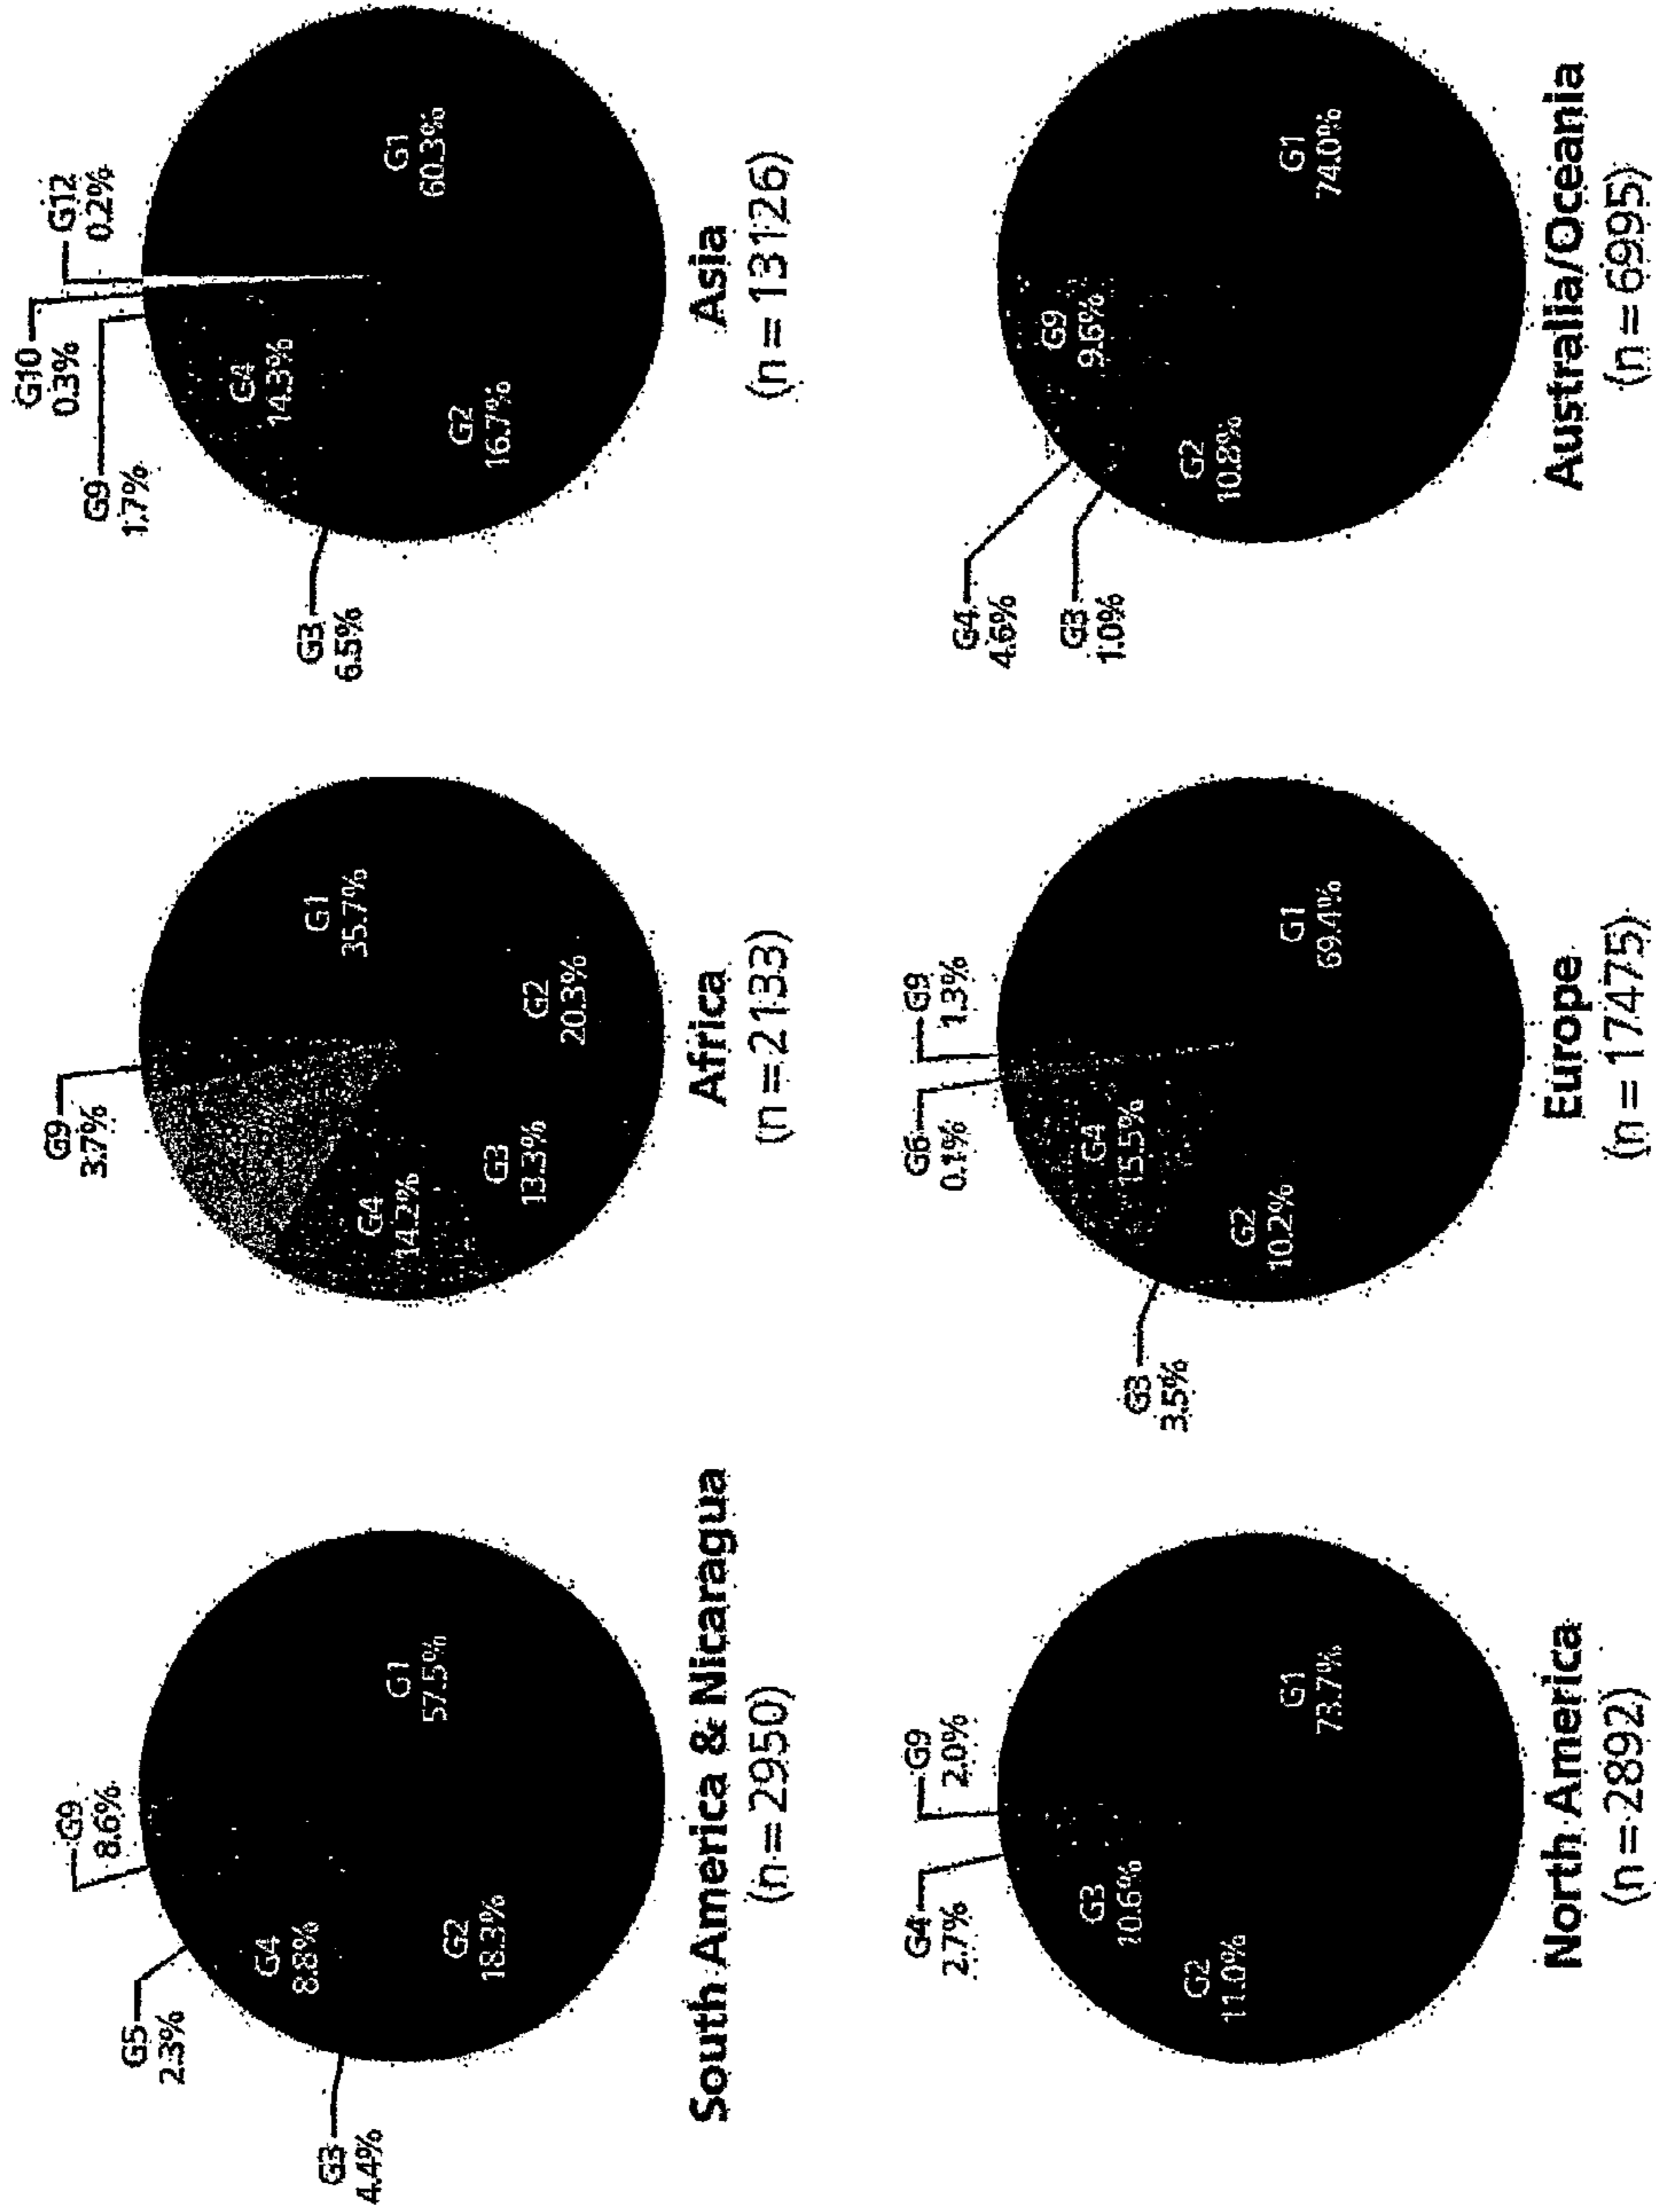 G9
8.6%
G5
2.3%
G4
8.8%
G3
4.4%
G1
57.5%
G2
18.3%
South America & Nicaragua
(n = 2950)
G9
3.7%
G1
35.7%
G4
14.2%
G3
13.3%
G2
20.3%
Africa
(n = 2133)
G10
0.3%
G12
0.2%
G9
1.7%
G4
14.3%
G3
6.5%
G1
60.3%
G2
16.7%
Asia
(n = 13126)
G4
2.7%
G9
2.0%
G3
10.6%
G2
11.0%
G1
73.7%
North America
(n = 2892)
G6
0.1%
G9
1.3%
G4
15.5%
G3
3.5%
G2
10.2%
G1
69.4%
Europe
(n = 17475)
G4
4.6%
G9
9.6%
G3
1.0%
G2
10.8%
G1
74.0%
Australia/Oceania
(n = 6995)